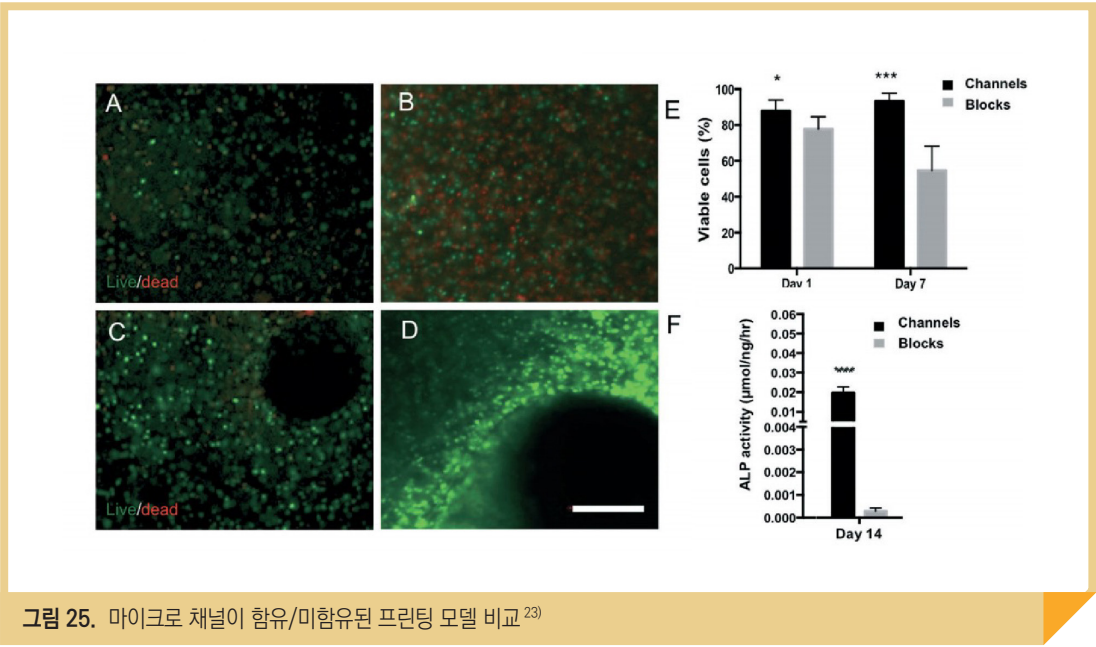 A
Live/dead
B
C
Live/dead
D
E
* ***
Channels
Blocks
Viable cells (%)
100
80
60
40
20
0
Day 1 Day 7
F
Channels
Blocks
ALP activity (μmol/ng/hr)
0.06
0.05
0.04
0.03
0.02
0.01
0.004
0.003
0.002
0.001
0.000
****
Day 14
그림 25. 마이크로 채널이 함유/미함유된 프린팅 모델 비교 23)